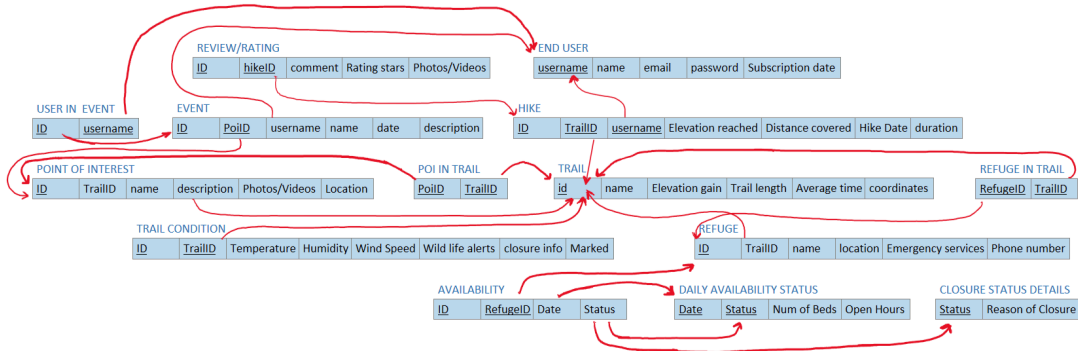 REVIEW/RATING
ID hikeID comment Rating stars Photos/Videos
END USER
username name email password Subscription date
USER IN EVENT
ID username
EVENT
ID PoiID username name date description
HIKE
ID TrailID username Elevation reached Distance covered Hike Date duration
POINT OF INTEREST
ID TrailID name description Photos/Videos Location
POI IN TRAIL
PoiID TrailID
TRAIL
id name Elevation gain Trail length Average time coordinates
REFUGE IN TRAIL
RefugeID TrailID
TRAIL CONDITION
ID TrailID Temperature Humidity Wind Speed Wild life alerts closure info Marked
REFUGE
ID TrailID name location Emergency services Phone number
AVAILABILITY
ID RefugeID Date Status
DAILY AVAILABILITY STATUS
Date Status Num of Beds Open Hours
CLOSURE STATUS DETAILS
Status Reason of Closure